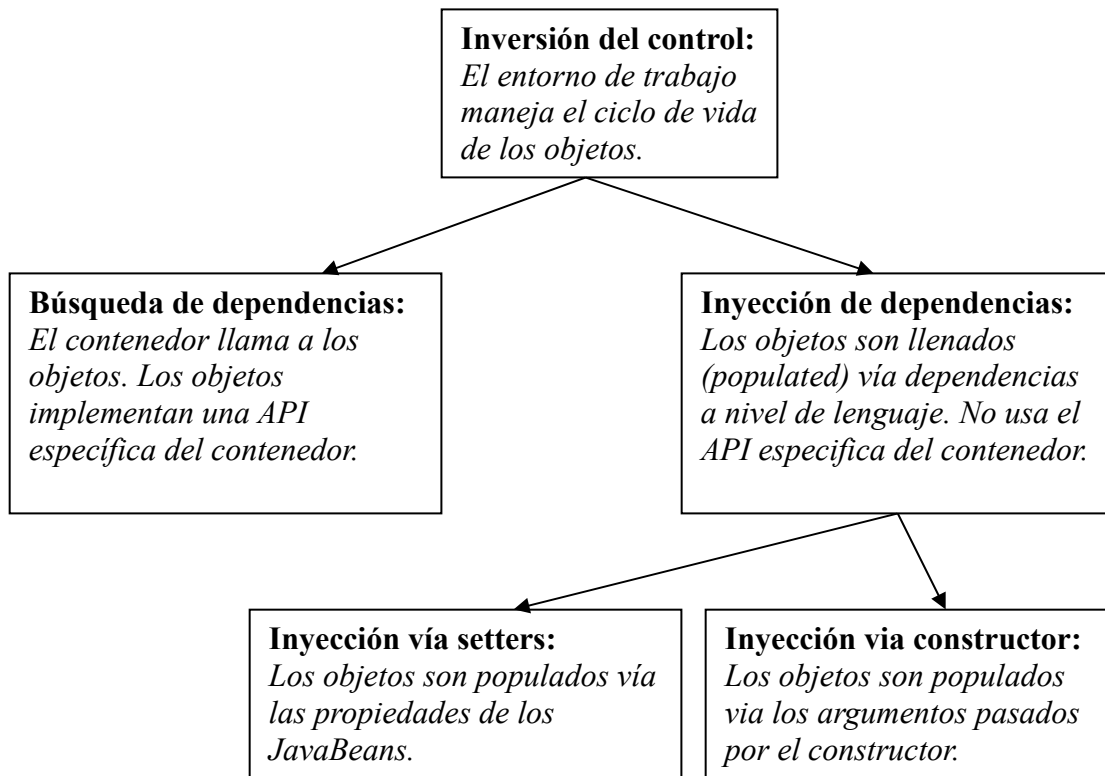 Inversión del control:
El entorno de trabajo
maneja el ciclo de vida
de los objetos.
Búsqueda de dependencias:
El contenedor llama a los
objetos. Los objetos
implementan una API
específica del contenedor.
Inyección de dependencias:
Los objetos son llenados
(populated) vía dependencias
a nivel de lenguaje. No usa el
API especifica del contenedor.
Inyección vía setters:
Los objetos son populados vía
las propiedades de los
JavaBeans.
Inyección via constructor:
Los objetos son populados
via los argumentos pasados
por el constructor.